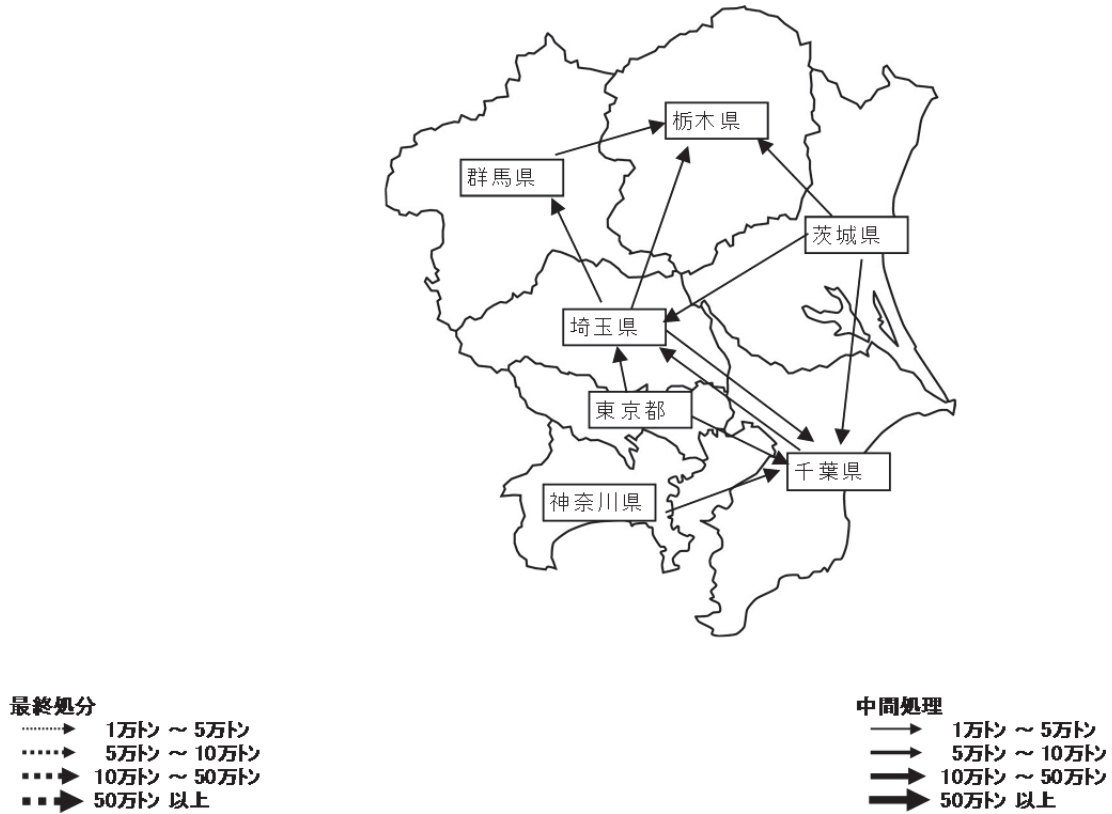 栃木県
群馬県
茨城県
埼玉県
東京都
千葉県
神奈川県
最終処分
1万トン ～ 5万トン
5万トン ～ 10万トン
10万トン ～ 50万トン
50万トン 以上
中間処理
1万トン ～ 5万トン
5万トン ～ 10万トン
10万トン ～ 50万トン
50万トン 以上